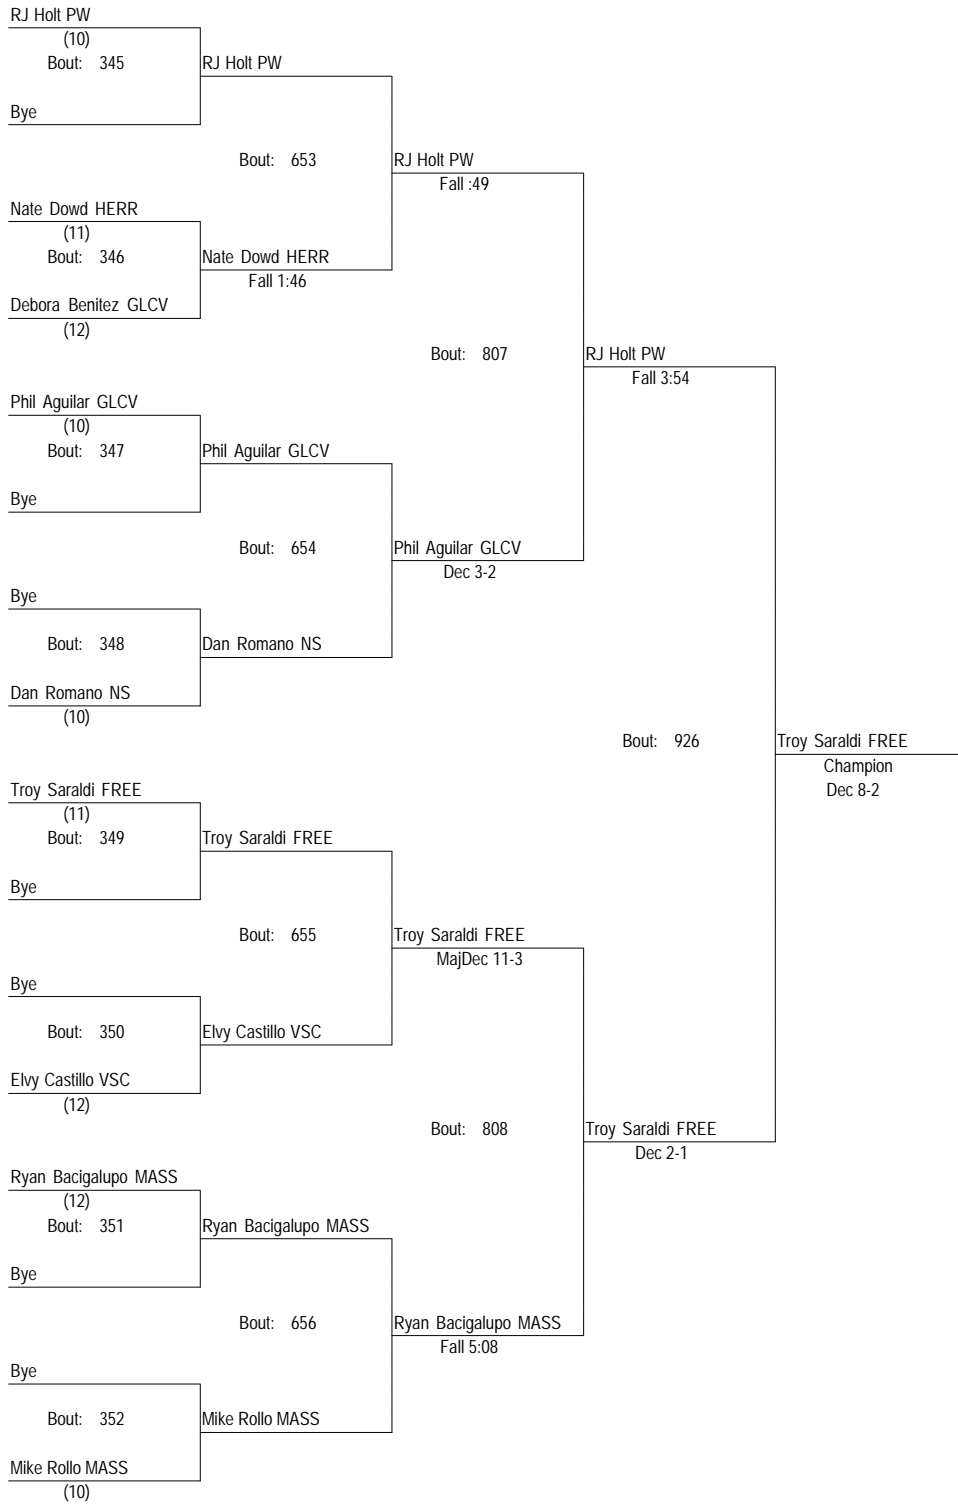 RJ Holt PW
(10)
Bout: 345
RJ Holt PW
Bye
Bout: 653
RJ Holt PW
Fall :49
Nate Dowd HERR
(11)
Bout: 346
Nate Dowd HERR
Fall 1:46
Debora Benitez GLCV
(12)
Bout: 807
RJ Holt PW
Fall 3:54
Phil Aguilar GLCV
(10)
Bout: 347
Phil Aguilar GLCV
Bye
Bout: 654
Phil Aguilar GLCV
Dec 3-2
Bye
Bout: 348
Dan Romano NS
Dan Romano NS
(10)
Bout: 926
Troy Saraldi FREE
Champion
Dec 8-2
Troy Saraldi FREE
(11)
Bout: 349
Troy Saraldi FREE
Bye
Bout: 655
Troy Saraldi FREE
MajDec 11-3
Bye
Bout: 350
Elvy Castillo VSC
Elvy Castillo VSC
(12)
Bout: 808
Troy Saraldi FREE
Dec 2-1
Ryan Bacigalupo MASS
(12)
Bout: 351
Ryan Bacigalupo MASS
Bye
Bout: 656
Ryan Bacigalupo MASS
Fall 5:08
Bye
Bout: 352
Mike Rollo MASS
Mike Rollo MASS
(10)